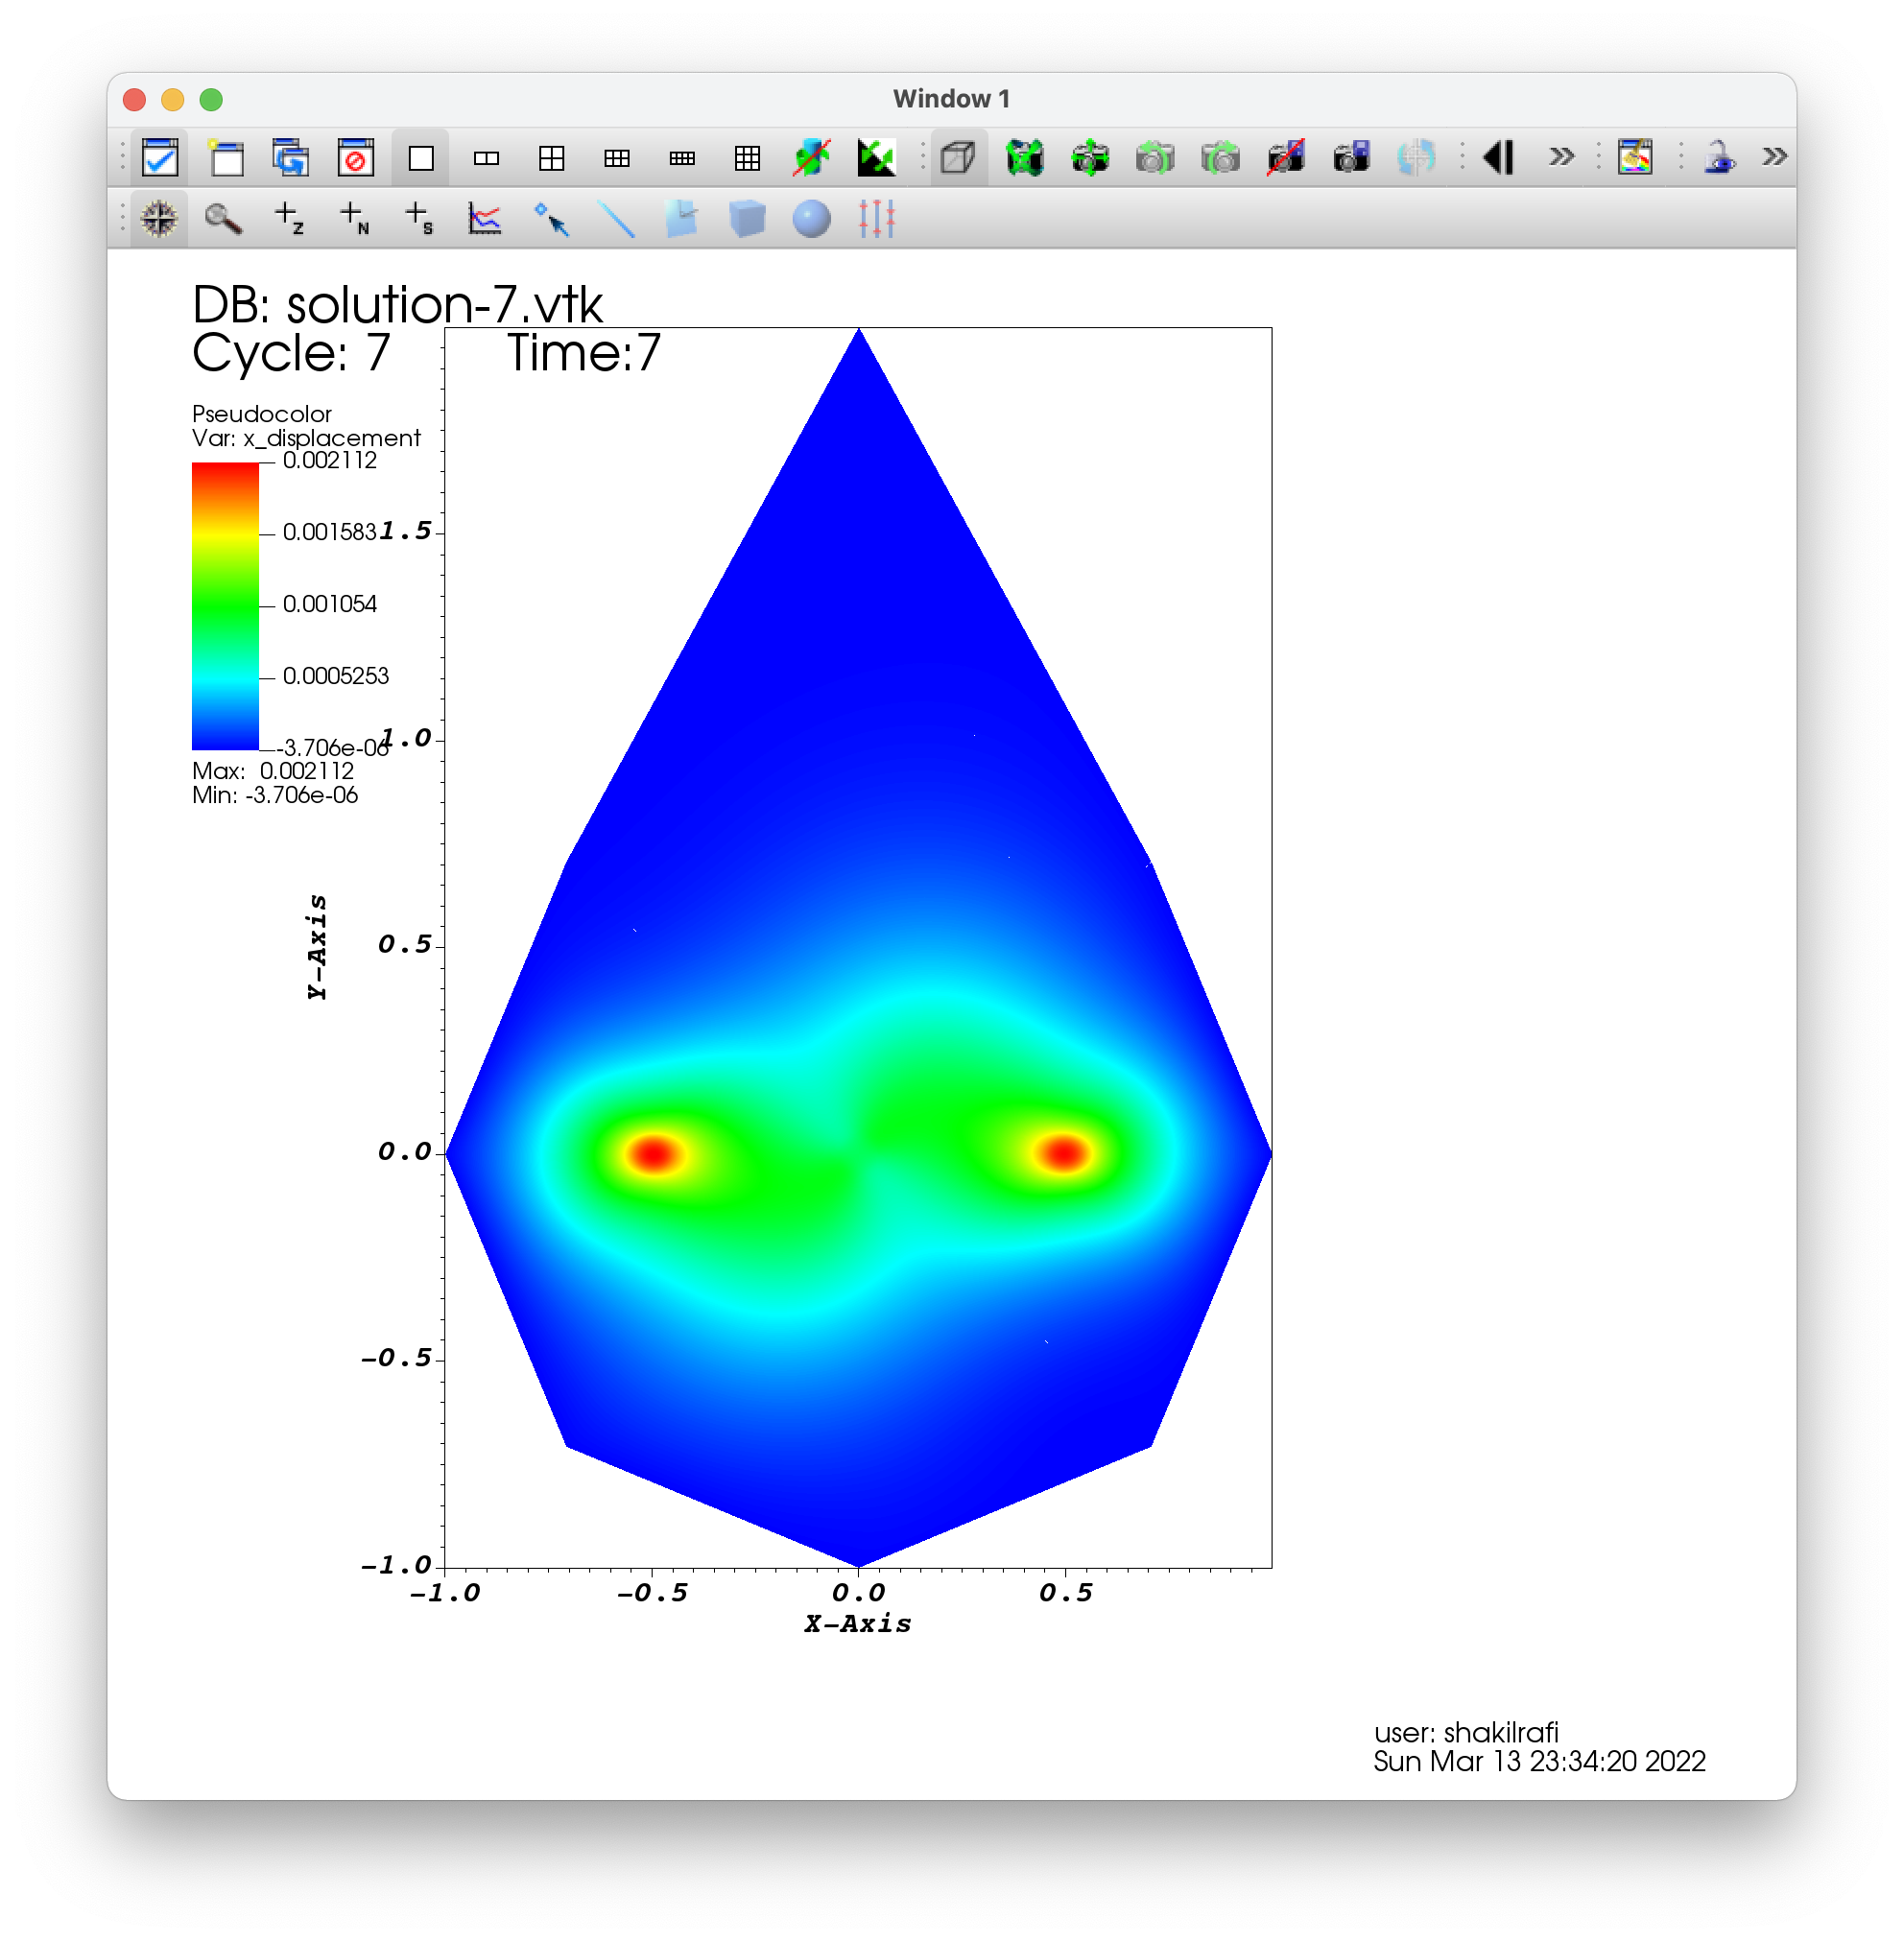 Window 1
DB: solution-7.vtk
Cycle: 7 Time:7
Pseudocolor
Var: x_displacement
0.002112
0.001583
0.001054
0.0005253
-3.706e-06
Max: 0.002112
Min: -3.706e-06
Y-Axis
1.5
1.0
0.5
0.0
-0.5
-1.0
-1.0 -0.5 0.0 0.5
X-Axis
user: shakilrafi
Sun Mar 13 23:34:20 2022